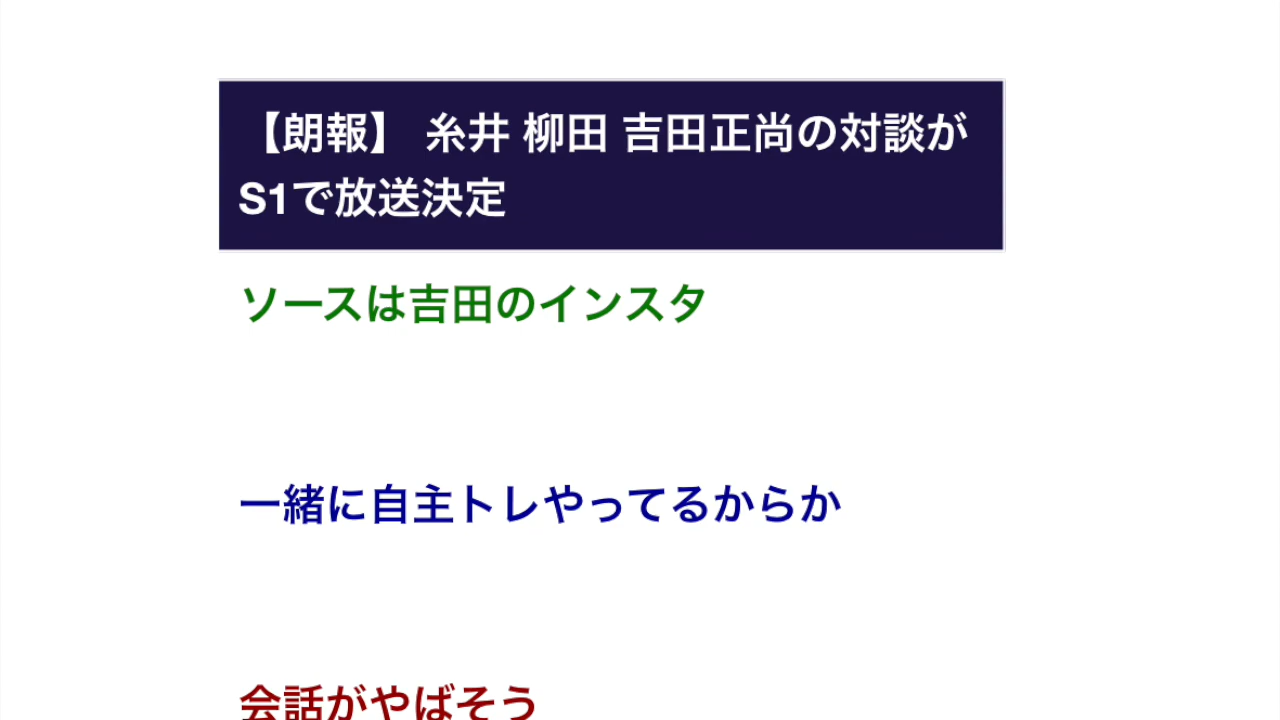 【朗報】 糸井 柳田 吉田正尚の対談が
S1で放送決定
ソースは吉田のインスタ
一緒に自主トレやってるからか
会話がやばそう